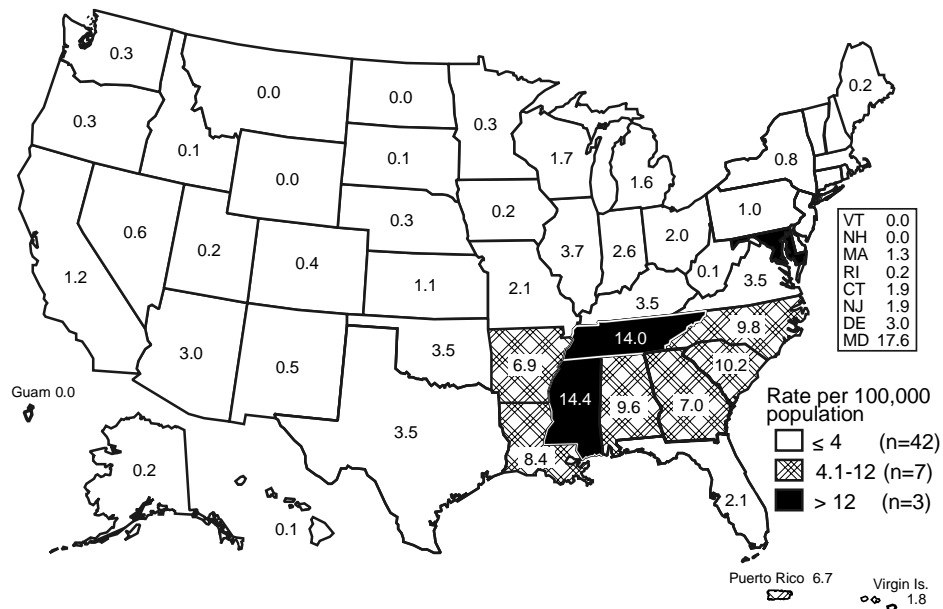 0.3
0.0
0.0
0.3
0.2
0.3
0.1
0.1
1.7
1.6
0.8
0.0
1.0
0.3
0.2
VT 0.0
NH 0.0
MA 1.3
RI 0.2
CT 1.9
NJ 1.9
DE 3.0
MD 17.6
0.6
0.2
0.4
3.7
2.6
2.0
0.1
3.5
1.2
1.1
2.1
3.5
3.0
0.5
3.5
6.9
14.0
9.8
10.2
Guam 0.0
14.4
9.6
7.0
3.5
8.4
0.2
0.1
2.1
Rate per 100,000
population
≤ 4 (n=42)
4.1-12 (n=7)
> 12 (n=3)
Puerto Rico 6.7
Virgin Is.
1.8